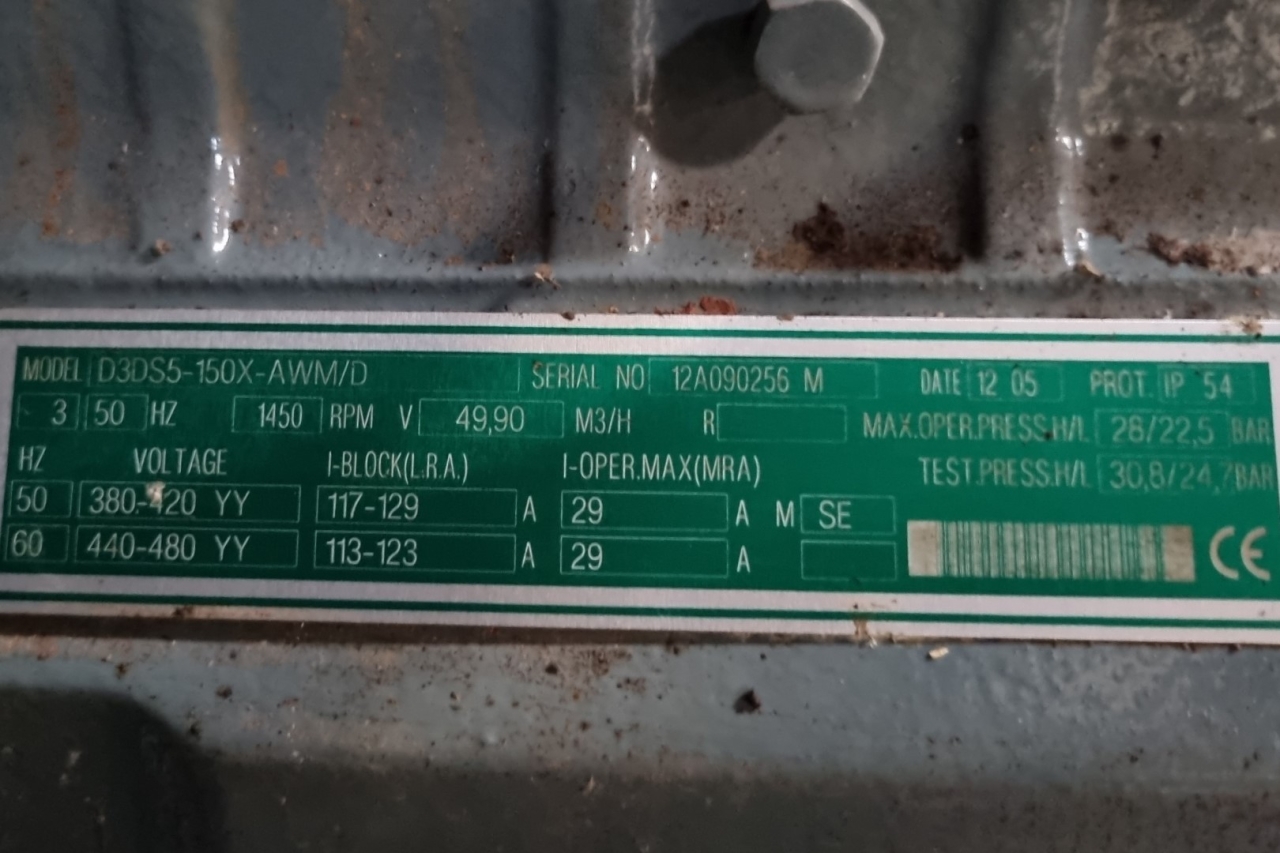 MODEL D3DS5-150X-AWM/D SERIAL NO 12A090256 M DATE 12 05 PROT. IP 54
3 50 HZ 1450 RPM V 49,90 M3/H R MAX.OPER.PRESS.H/L 28/22,5 BAR
HZ VOLTAGE I-BLOCK(L.R.A.) I-OPER.MAX(MRA) TEST.PRESS.H/L 30,8/24,7 BAR
50 380-420 YY 117-129 A 29 A M SE
60 440-480 YY 113-123 A 29 A CE